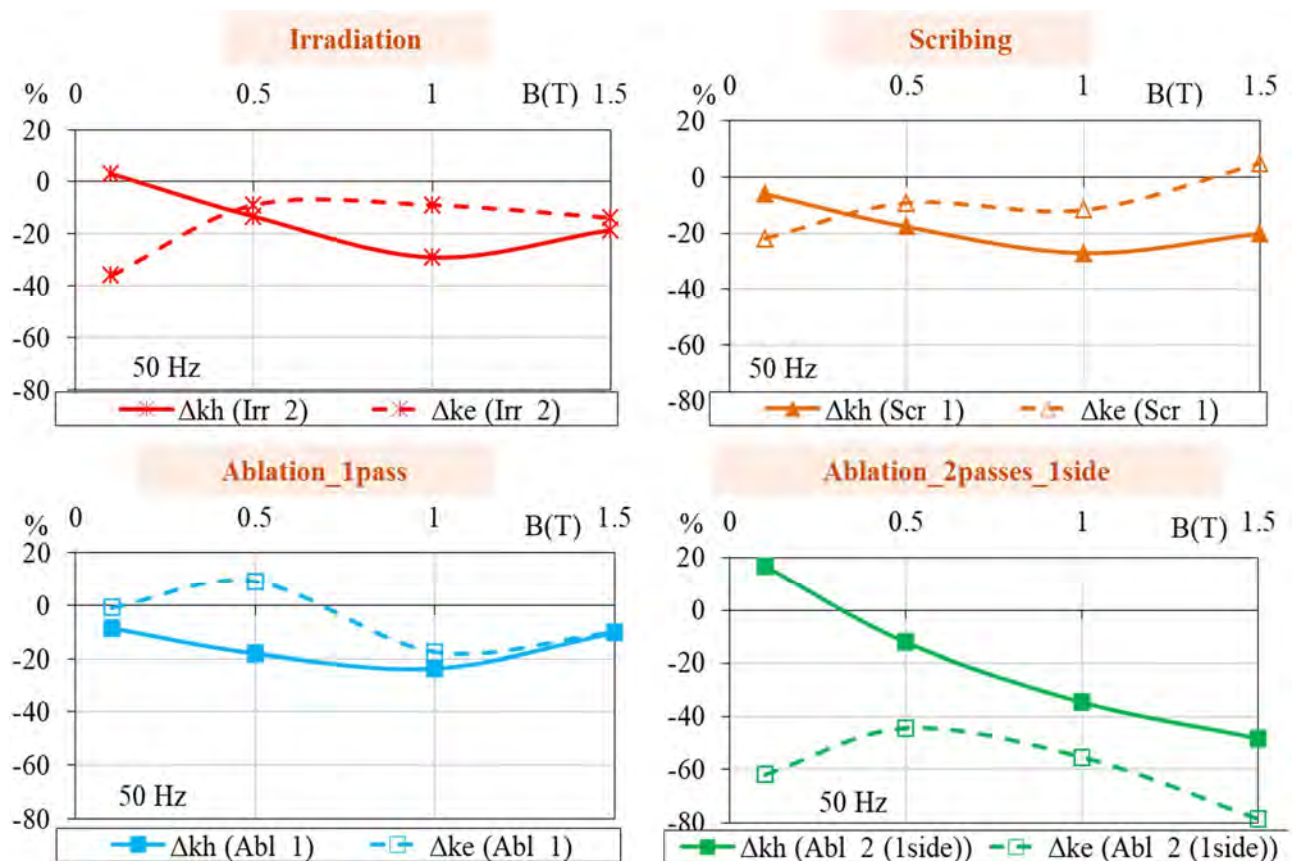 Irradiation
% 0 0.5 1 B(T) 1.5
20
0
-20
-40
-60
-80
50 Hz
Δkh (Irr 2) Δke (Irr 2)
Scribing
% 0 0.5 1 B(T) 1.5
20
0
-20
-40
-60
-80
50 Hz
Δkh (Scr 1) Δke (Scr 1)
Ablation_1pass
% 0 0.5 1 B(T) 1.5
20
0
-20
-40
-60
-80
50 Hz
Δkh (Abl 1) Δke (Abl 1)
Ablation_2passes_1side
% 0 0.5 1 B(T) 1.5
20
0
-20
-40
-60
-80
50 Hz
Δkh (Abl 2 (1side)) Δke (Abl 2 (1side))